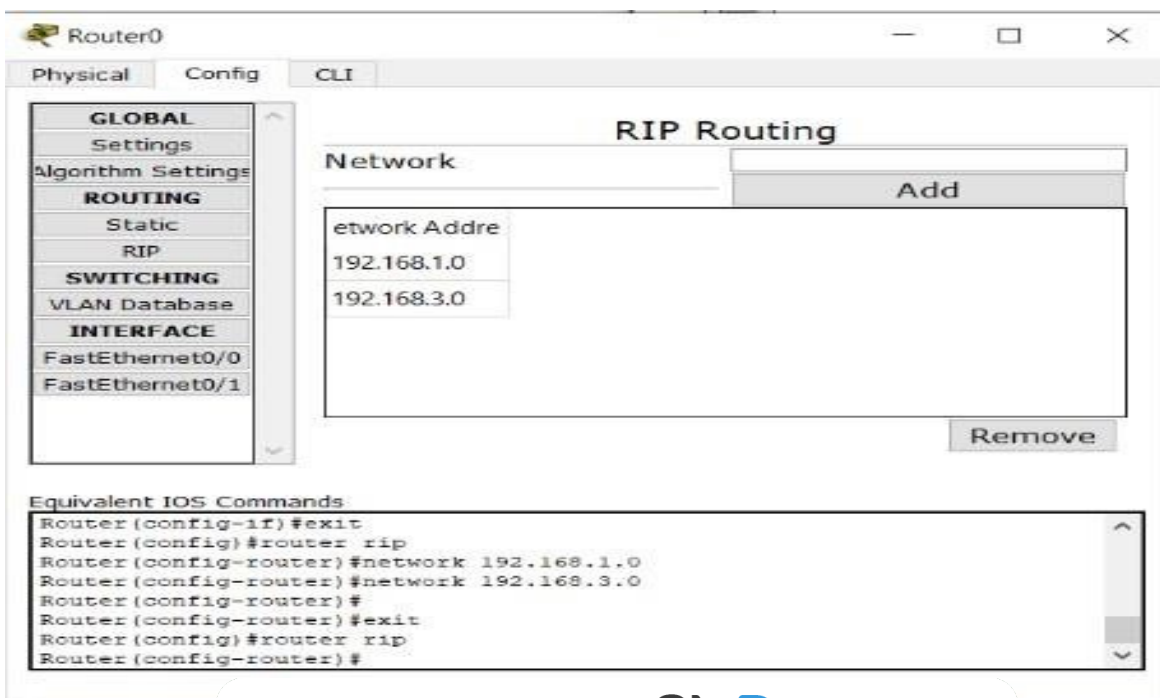 Router0
Physical
Config
CLI
GLOBAL
Settings
Algorithm Settings
ROUTING
Static
RIP
SWITCHING
VLAN Database
INTERFACE
FastEthernet0/0
FastEthernet0/1
RIP Routing
Network
Add
etwork Addre
192.168.1.0
192.168.3.0
Remove
Equivalent IOS Commands
Router(config-if)#exit
Router(config)#router rip
Router(config-router)#network 192.168.1.0
Router(config-router)#network 192.168.3.0
Router(config-router)#
Router(config-router)#exit
Router(config)#router rip
Router(config-router)#